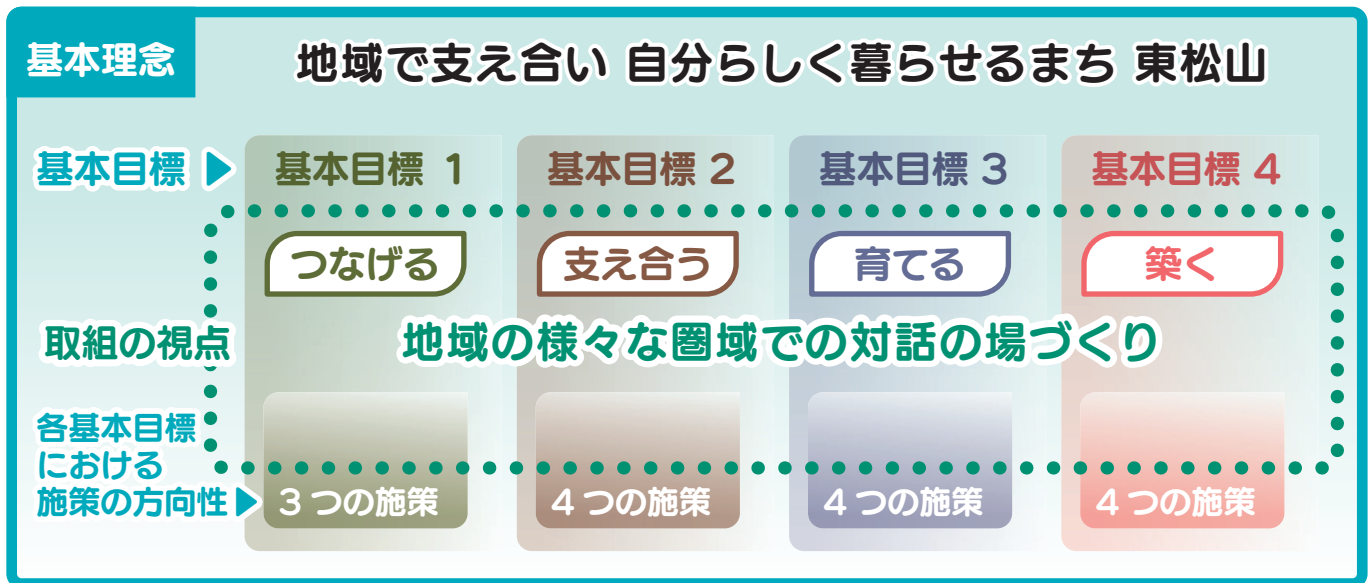 基本理念
地域で支え合い 自分らしく暮らせるまち 東松山
基本目標 ▶
基本目標 1
基本目標 2
基本目標 3
基本目標 4
つなげる
支え合う
育てる
築く
取組の視点
地域の様々な圏域での対話の場づくり
各基本目標
における
施策の方向性▶
3つの施策
4つの施策
4つの施策
4つの施策